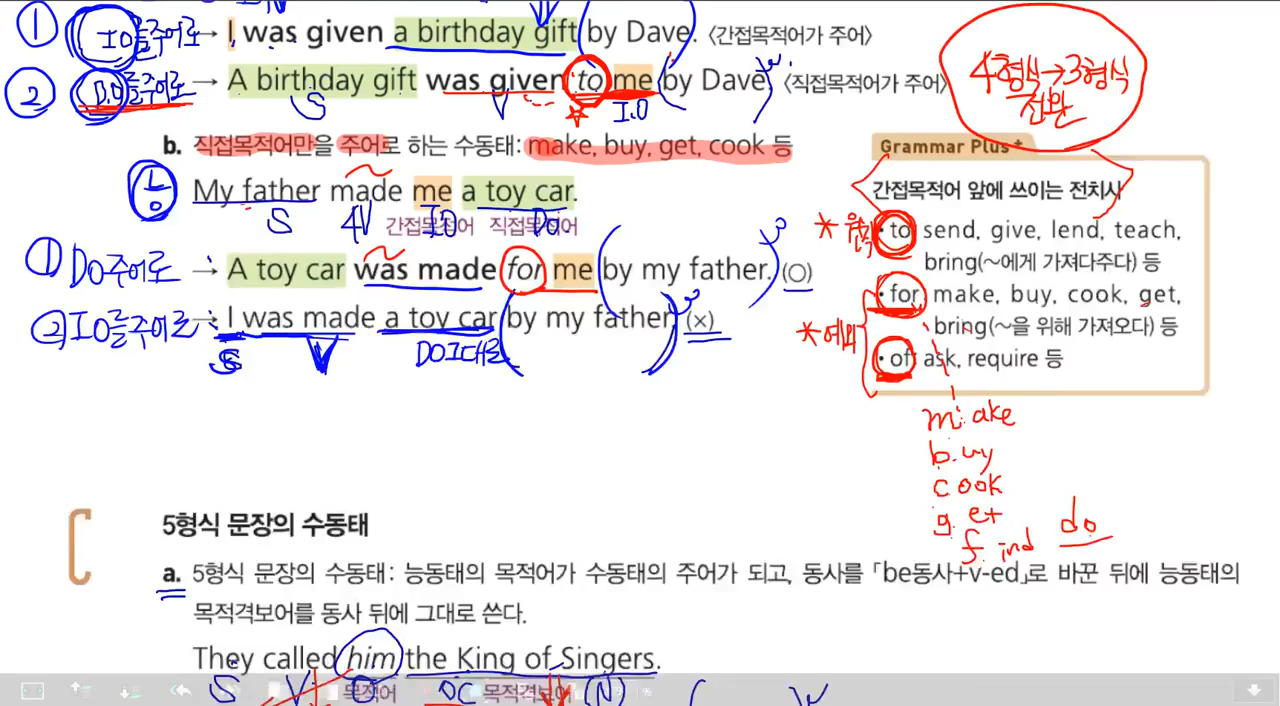 ① IO를주어로 → I was given a birthday gift by Dave. 〈간접목적어가 주어〉
② D.O를주어로 → A birthday gift was given to me by Dave. 〈직접목적어가 주어〉
S V I.O
4형식→3형식
전환
b. 직접목적어만을 주어로 하는 수동태: make, buy, get, cook 등
My father made me a toy car.
S 4V IO DO
간접목적어 직접목적어
① DO주어로 → A toy car was made for me by my father. (○)
② IO를주어로 → I was made a toy car by my father. (×)
S V DO그대로
Grammar Plus+
간접목적어 앞에 쓰이는 전치사
*원칙 • to: send, give, lend, teach,
bring(~에게 가져다주다) 등
• for: make, buy, cook, get,
bring(~을 위해 가져오다) 등
*예외
• of: ask, require 등
make
buy
cook
get
find do
C 5형식 문장의 수동태
a. 5형식 문장의 수동태: 능동태의 목적어가 수동태의 주어가 되고, 동사를 「be동사+v-ed」로 바꾼 뒤에 능동태의
목적격보어를 동사 뒤에 그대로 쓴다.
They called him the King of Singers.
S V O OC (N)
목적어 목적격보어